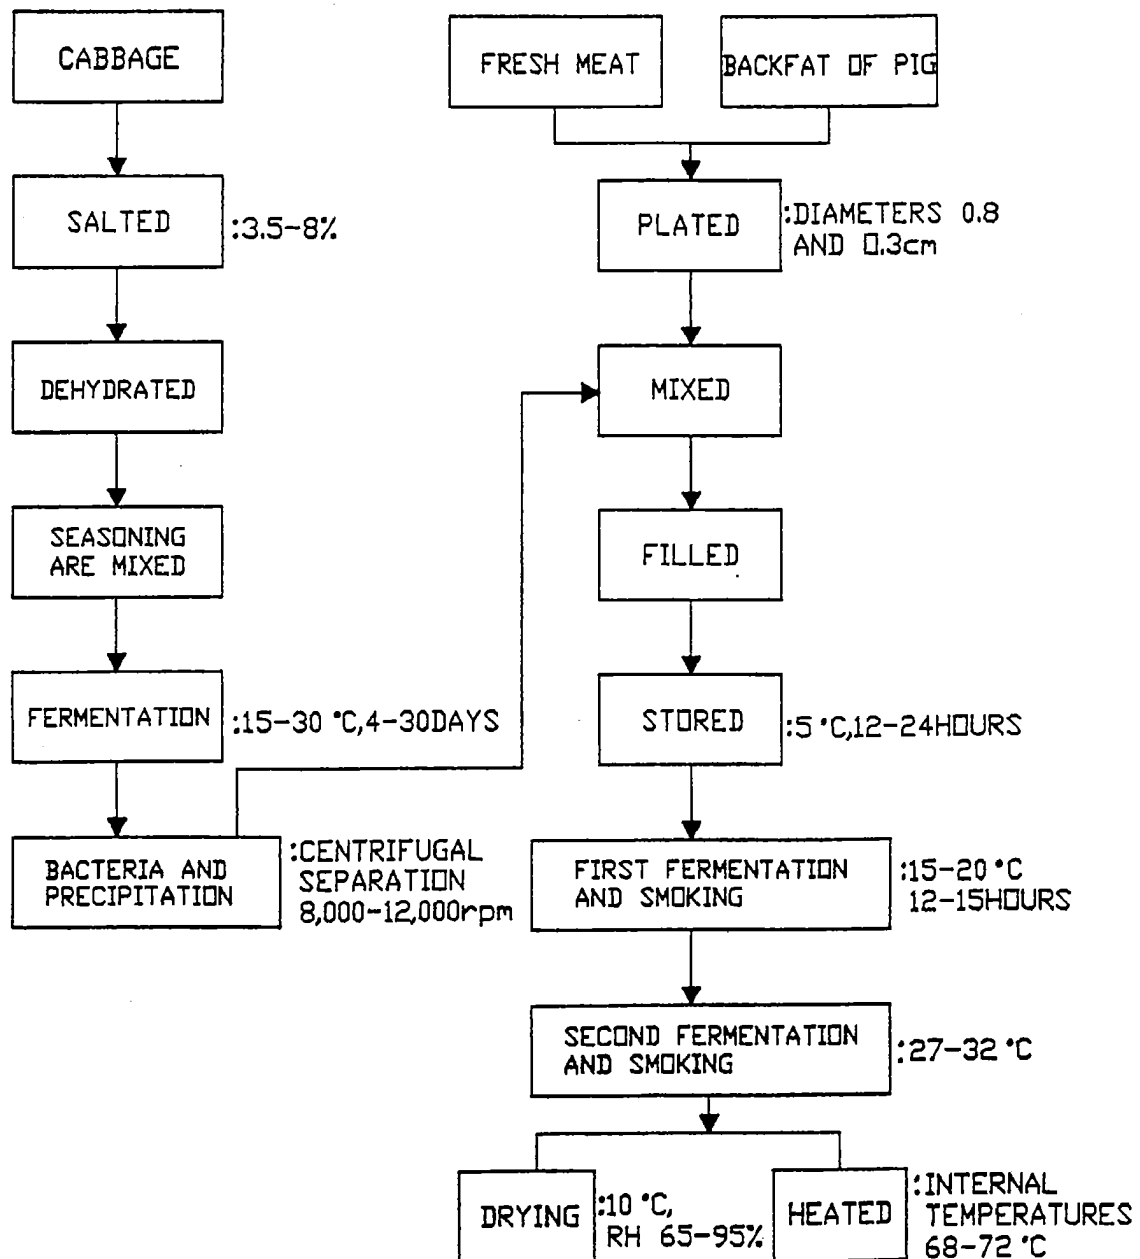 CABBAGE
SALTED
:3.5-8%
DEHYDRATED
SEASONING
ARE MIXED
FERMENTATION
:15-30 °C,4-30DAYS
BACTERIA AND
PRECIPITATION
:CENTRIFUGAL
SEPARATION
8,000-12,000rpm
FRESH MEAT
BACKFAT OF PIG
PLATED
:DIAMETERS 0.8
AND 0.3cm
MIXED
FILLED
STORED
:5 °C,12-24HOURS
FIRST FERMENTATION
AND SMOKING
:15-20 °C
12-15HOURS
SECOND FERMENTATION
AND SMOKING
:27-32 °C
DRYING
:10 °C,
RH 65-95%
HEATED
:INTERNAL
TEMPERATURES
68-72 °C